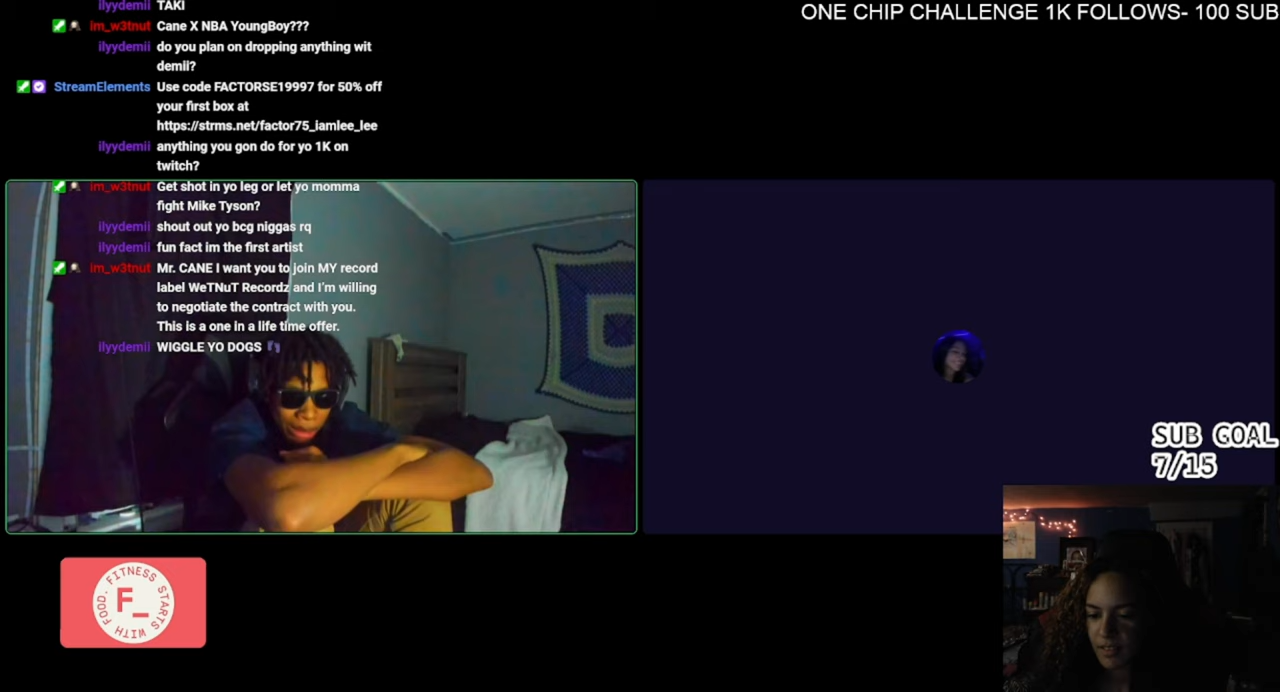 ilyydemii TAKI
ONE CHIP CHALLENGE 1K FOLLOWS- 100 SUB
im_w3tnut Cane X NBA YoungBoy???
ilyydemii do you plan on dropping anything wit
demii?
StreamElements Use code FACTORSE19997 for 50% off
your first box at
https://strms.net/factor75_iamlee_lee
ilyydemii anything you gon do for yo 1K on
twitch?
im_w3tnut Get shot in yo leg or let yo momma
fight Mike Tyson?
ilyydemii shout out yo bcg niggas rq
ilyydemii fun fact im the first artist
im_w3tnut Mr. CANE I want you to join MY record
label WeTNuT Recordz and I'm willing
to negotiate the contract with you.
This is a one in a life time offer.
ilyydemii WIGGLE YO DOGS
SUB GOAL
7/15
FITNESS STARTS WITH FOOD.
F_